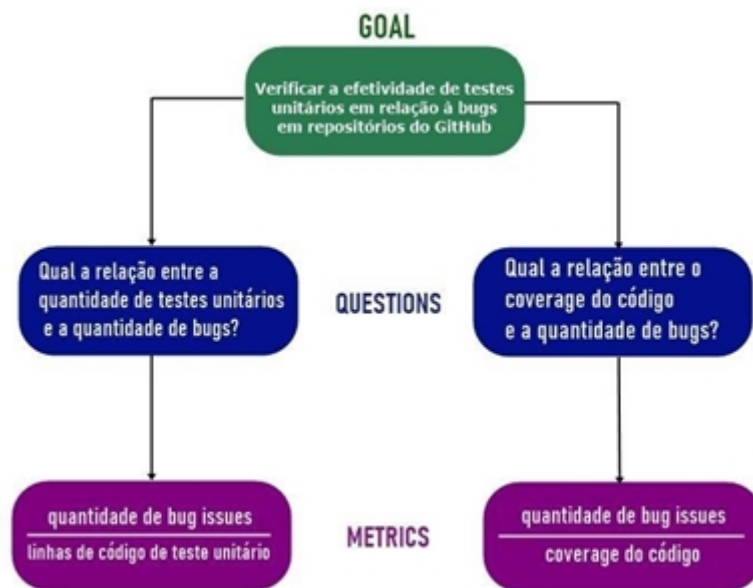 GOAL
Verificar a efetividade de testes
unitários em relação à bugs
em repositórios do GitHub
Qual a relação entre a
quantidade de testes unitários
e a quantidade de bugs?
QUESTIONS
Qual a relação entre o
coverage do código
e a quantidade de bugs?
quantidade de bug issues
linhas de código de teste unitário
METRICS
quantidade de bug issues
coverage do código